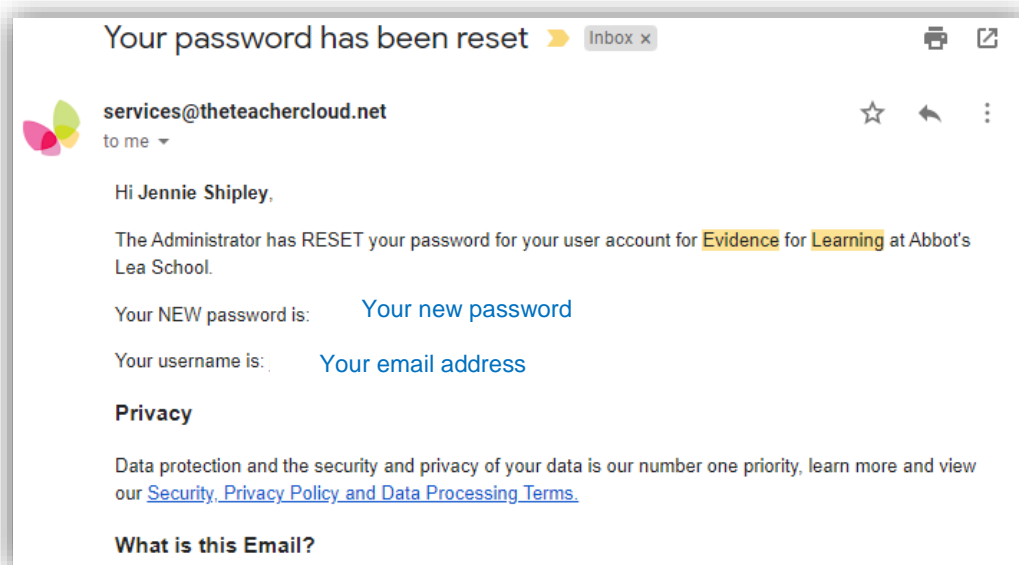 Your password has been reset Inbox x
services@theteachercloud.net
to me
Hi Jennie Shipley,
The Administrator has RESET your password for your user account for Evidence for Learning at Abbot's
Lea School.
Your NEW password is: Your new password
Your username is: Your email address
Privacy
Data protection and the security and privacy of your data is our number one priority, learn more and view
our Security, Privacy Policy and Data Processing Terms.
What is this Email?